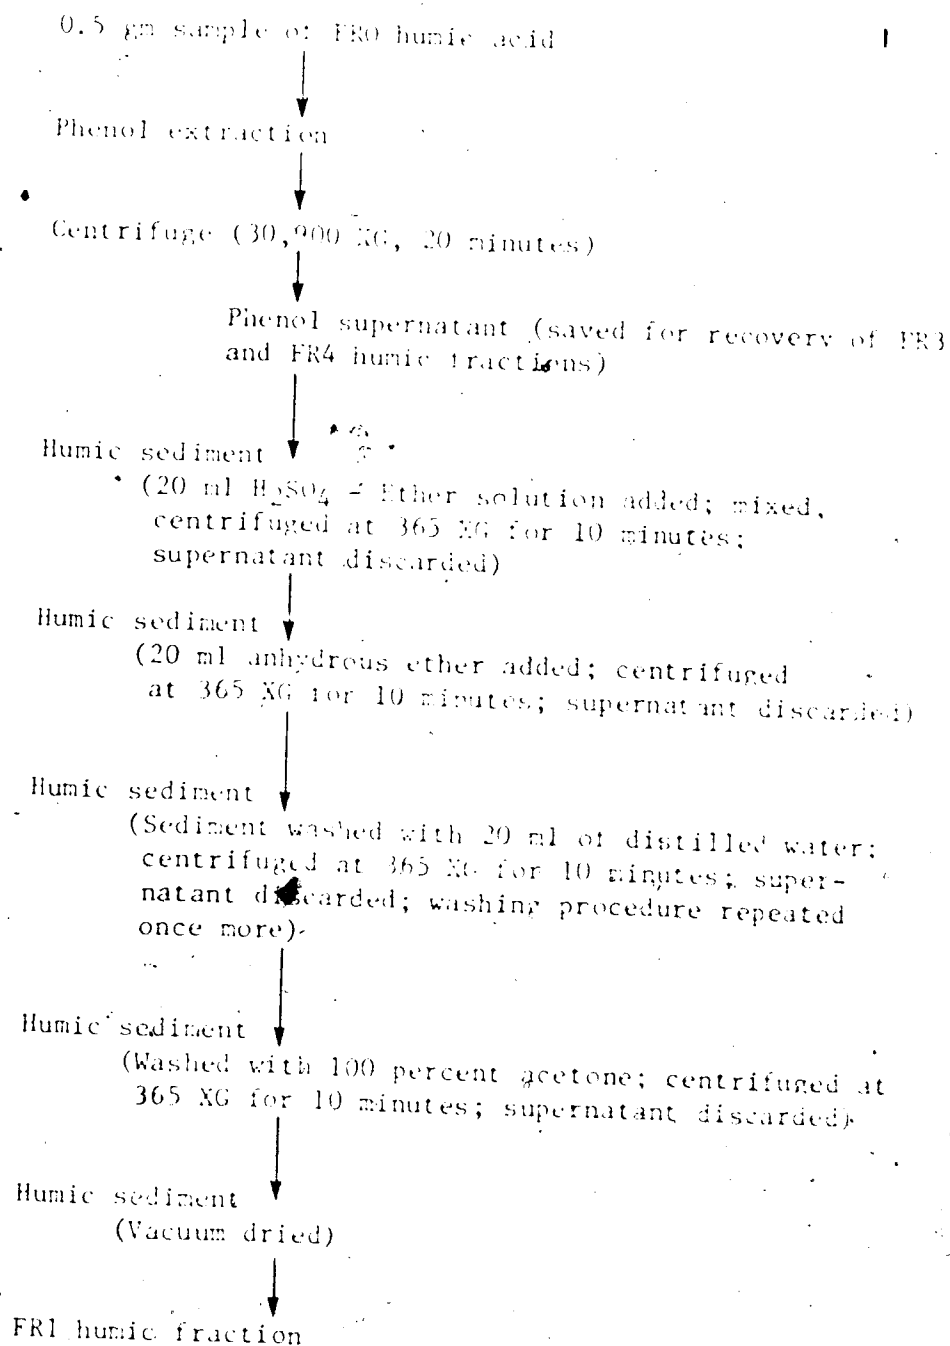 0.5 gm sample of FR0 humic acid
Phenol extraction
Centrifuge (30,900 XG, 20 minutes)
Phenol supernatant (saved for recovery of FR3
and FR4 humic fractions)
Humic sediment
(20 ml H₂SO₄ - Ether solution added; mixed,
centrifuged at 365 XG for 10 minutes;
supernatant discarded)
Humic sediment
(20 ml anhydrous ether added; centrifuged
at 365 XG for 10 minutes; supernatant discarded)
Humic sediment
(Sediment washed with 20 ml of distilled water;
centrifuged at 365 XG for 10 minutes; super-
natant discarded; washing procedure repeated
once more)
Humic sediment
(Washed with 100 percent acetone; centrifuged at
365 XG for 10 minutes; supernatant discarded)
Humic sediment
(Vacuum dried)
FR1 humic fraction